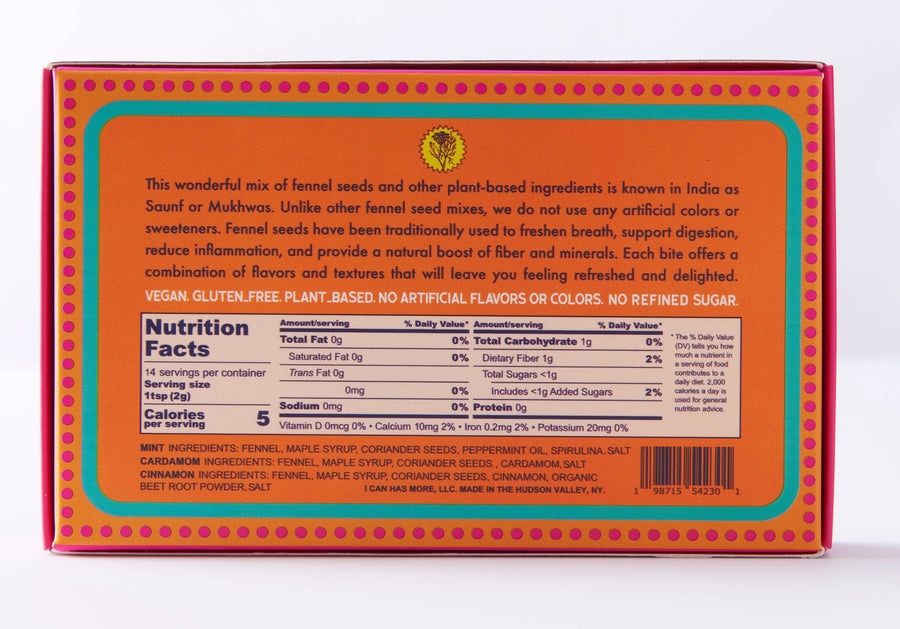 This wonderful mix of fennel seeds and other plant-based ingredients is known in India as
Saunf or Mukhwas. Unlike other fennel seed mixes, we do not use any artificial colors or
sweeteners. Fennel seeds have been traditionally used to freshen breath, support digestion,
reduce inflammation, and provide a natural boost of fiber and minerals. Each bite offers a
combination of flavors and textures that will leave you feeling refreshed and delighted.
VEGAN. GLUTEN-FREE. PLANT-BASED. NO ARTIFICIAL FLAVORS OR COLORS. NO REFINED SUGAR.
Nutrition
Facts
14 servings per container
Serving size
1tsp (2g)
Calories
per serving
5
Amount/serving % Daily Value*
Total Fat 0g 0%
Saturated Fat 0g 0%
Trans Fat 0g
0mg 0%
Sodium 0mg 0%
Amount/serving % Daily Value*
Total Carbohydrate 1g 0%
Dietary Fiber 1g 2%
Total Sugars <1g
Includes <1g Added Sugars 2%
Protein 0g
Vitamin D 0mcg 0% • Calcium 10mg 2% • Iron 0.2mg 2% • Potassium 20mg 0%
* The % Daily Value
(DV) tells you how
much a nutrient in
a serving of food
contributes to a
daily diet. 2,000
calories a day is
used for general
nutrition advice.
MINT INGREDIENTS: FENNEL, MAPLE SYRUP, CORIANDER SEEDS, PEPPERMINT OIL, SPIRULINA, SALT
CARDAMOM INGREDIENTS: FENNEL, MAPLE SYRUP, CORIANDER SEEDS , CARDAMOM, SALT
CINNAMON INGREDIENTS: FENNEL, MAPLE SYRUP, CORIANDER SEEDS, CINNAMON, ORGANIC
BEET ROOT POWDER, SALT
I CAN HAS MORE, LLC. MADE IN THE HUDSON VALLEY, NY.
1 98715 54230 1